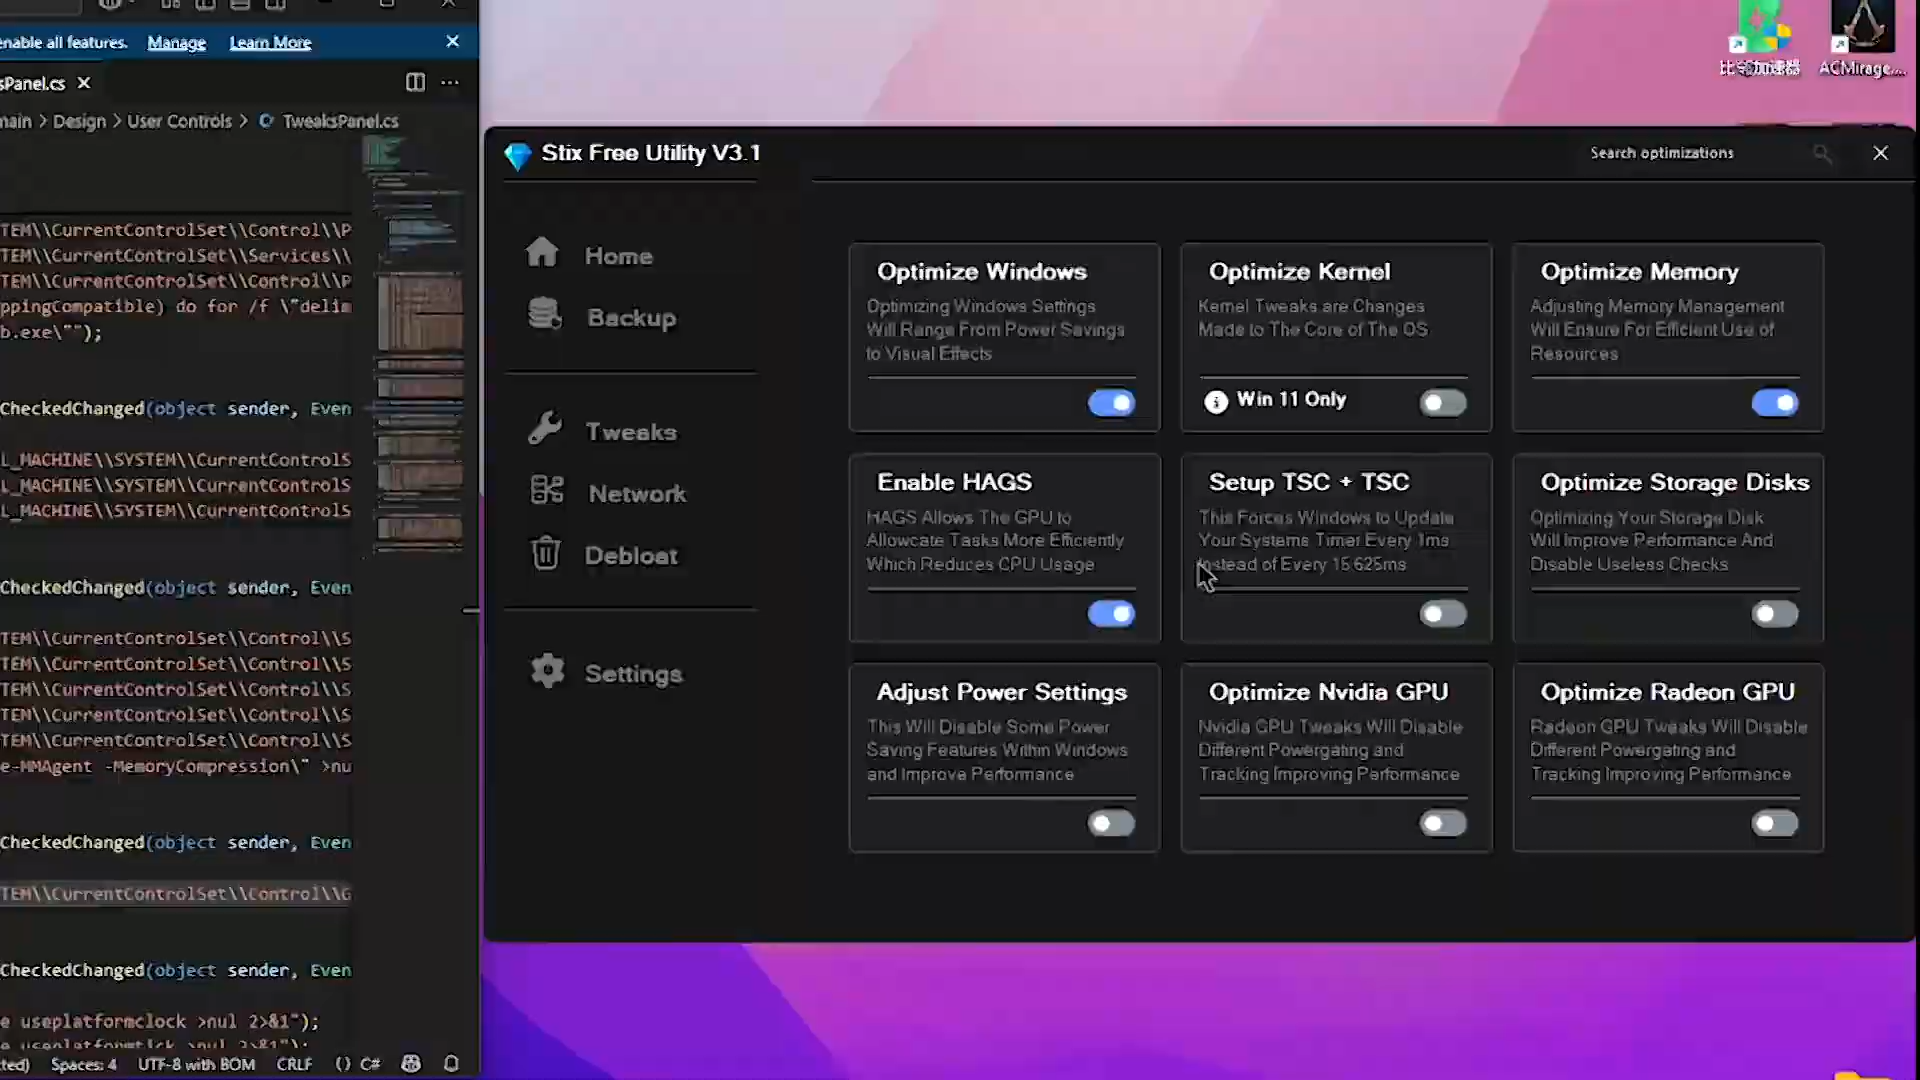 enable all features. Manage Learn More
sPanel.cs
main > Design > User Controls > TweaksPanel.cs
TEM\\CurrentControlSet\\Control\\P
TEM\\CurrentControlSet\\Services\\
TEM\\CurrentControlSet\\Control\\P
ppingCompatible) do for /f \"delim
b.exe\"");
CheckedChanged(object sender, Even
L_MACHINE\\SYSTEM\\CurrentControlS
L_MACHINE\\SYSTEM\\CurrentControlS
L_MACHINE\\SYSTEM\\CurrentControlS
CheckedChanged(object sender, Even
TEM\\CurrentControlSet\\Control\\S
TEM\\CurrentControlSet\\Control\\S
TEM\\CurrentControlSet\\Control\\S
TEM\\CurrentControlSet\\Control\\S
TEM\\CurrentControlSet\\Control\\S
e-MMAgent -MemoryCompression\" >nu
CheckedChanged(object sender, Even
TEM\\CurrentControlSet\\Control\\G
CheckedChanged(object sender, Even
e useplatformclock >nul 2>&1");
e useplatformtick >nul 2>&1");
cted) Spaces: 4 UTF-8 with BOM CRLF {} C#
ACMirage....
Stix Free Utility V3.1
Search optimizations
Home
Backup
Tweaks
Network
Debloat
Settings
Optimize Windows
Optimizing Windows Settings
Will Range From Power Savings
to Visual Effects
Optimize Kernel
Kernel Tweaks are Changes
Made to The Core of The OS
Win 11 Only
Optimize Memory
Adjusting Memory Management
Will Ensure For Efficient Use of
Resources
Enable HAGS
HAGS Allows The GPU to
Allowcate Tasks More Efficiently
Which Reduces CPU Usage
Setup TSC + TSC
This Forces Windows to Update
Your Systems Timer Every 1ms
Instead of Every 15.625ms
Optimize Storage Disks
Optimizing Your Storage Disk
Will Improve Performance And
Disable Useless Checks
Adjust Power Settings
This Will Disable Some Power
Saving Features Within Windows
and Improve Performance
Optimize Nvidia GPU
Nvidia GPU Tweaks Will Disable
Different Powergating and
Tracking Improving Performance
Optimize Radeon GPU
Radeon GPU Tweaks Will Disable
Different Powergating and
Tracking Improving Performance